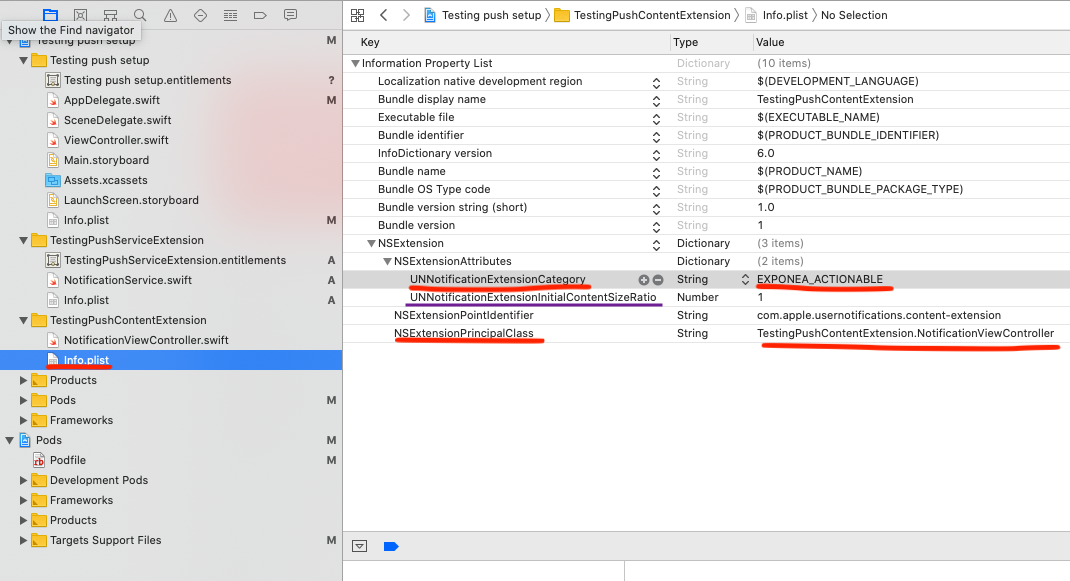 Testing push setup TestingPushContentExtension Info.plist No Selection
Show the Find navigator
Testing push setup M
Testing push setup
Testing push setup.entitlements ?
AppDelegate.swift M
SceneDelegate.swift
ViewController.swift
Main.storyboard
Assets.xcassets
LaunchScreen.storyboard
Info.plist M
TestingPushServiceExtension
TestingPushServiceExtension.entitlements A
NotificationService.swift A
Info.plist A
TestingPushContentExtension
NotificationViewController.swift
Info.plist
Products
Pods M
Frameworks
Pods M
rb Podfile M
Development Pods
Frameworks
Products
Targets Support Files M
Key Type Value
Information Property List Dictionary (10 items)
Localization native development region String $(DEVELOPMENT_LANGUAGE)
Bundle display name String TestingPushContentExtension
Executable file String $(EXECUTABLE_NAME)
Bundle identifier String $(PRODUCT_BUNDLE_IDENTIFIER)
InfoDictionary version String 6.0
Bundle name String $(PRODUCT_NAME)
Bundle OS Type code String $(PRODUCT_BUNDLE_PACKAGE_TYPE)
Bundle version string (short) String 1.0
Bundle version String 1
NSExtension Dictionary (3 items)
NSExtensionAttributes Dictionary (2 items)
UNNotificationExtensionCategory String EXPONEA_ACTIONABLE
UNNotificationExtensionInitialContentSizeRatio Number 1
NSExtensionPointIdentifier String com.apple.usernotifications.content-extension
NSExtensionPrincipalClass String TestingPushContentExtension.NotificationViewController